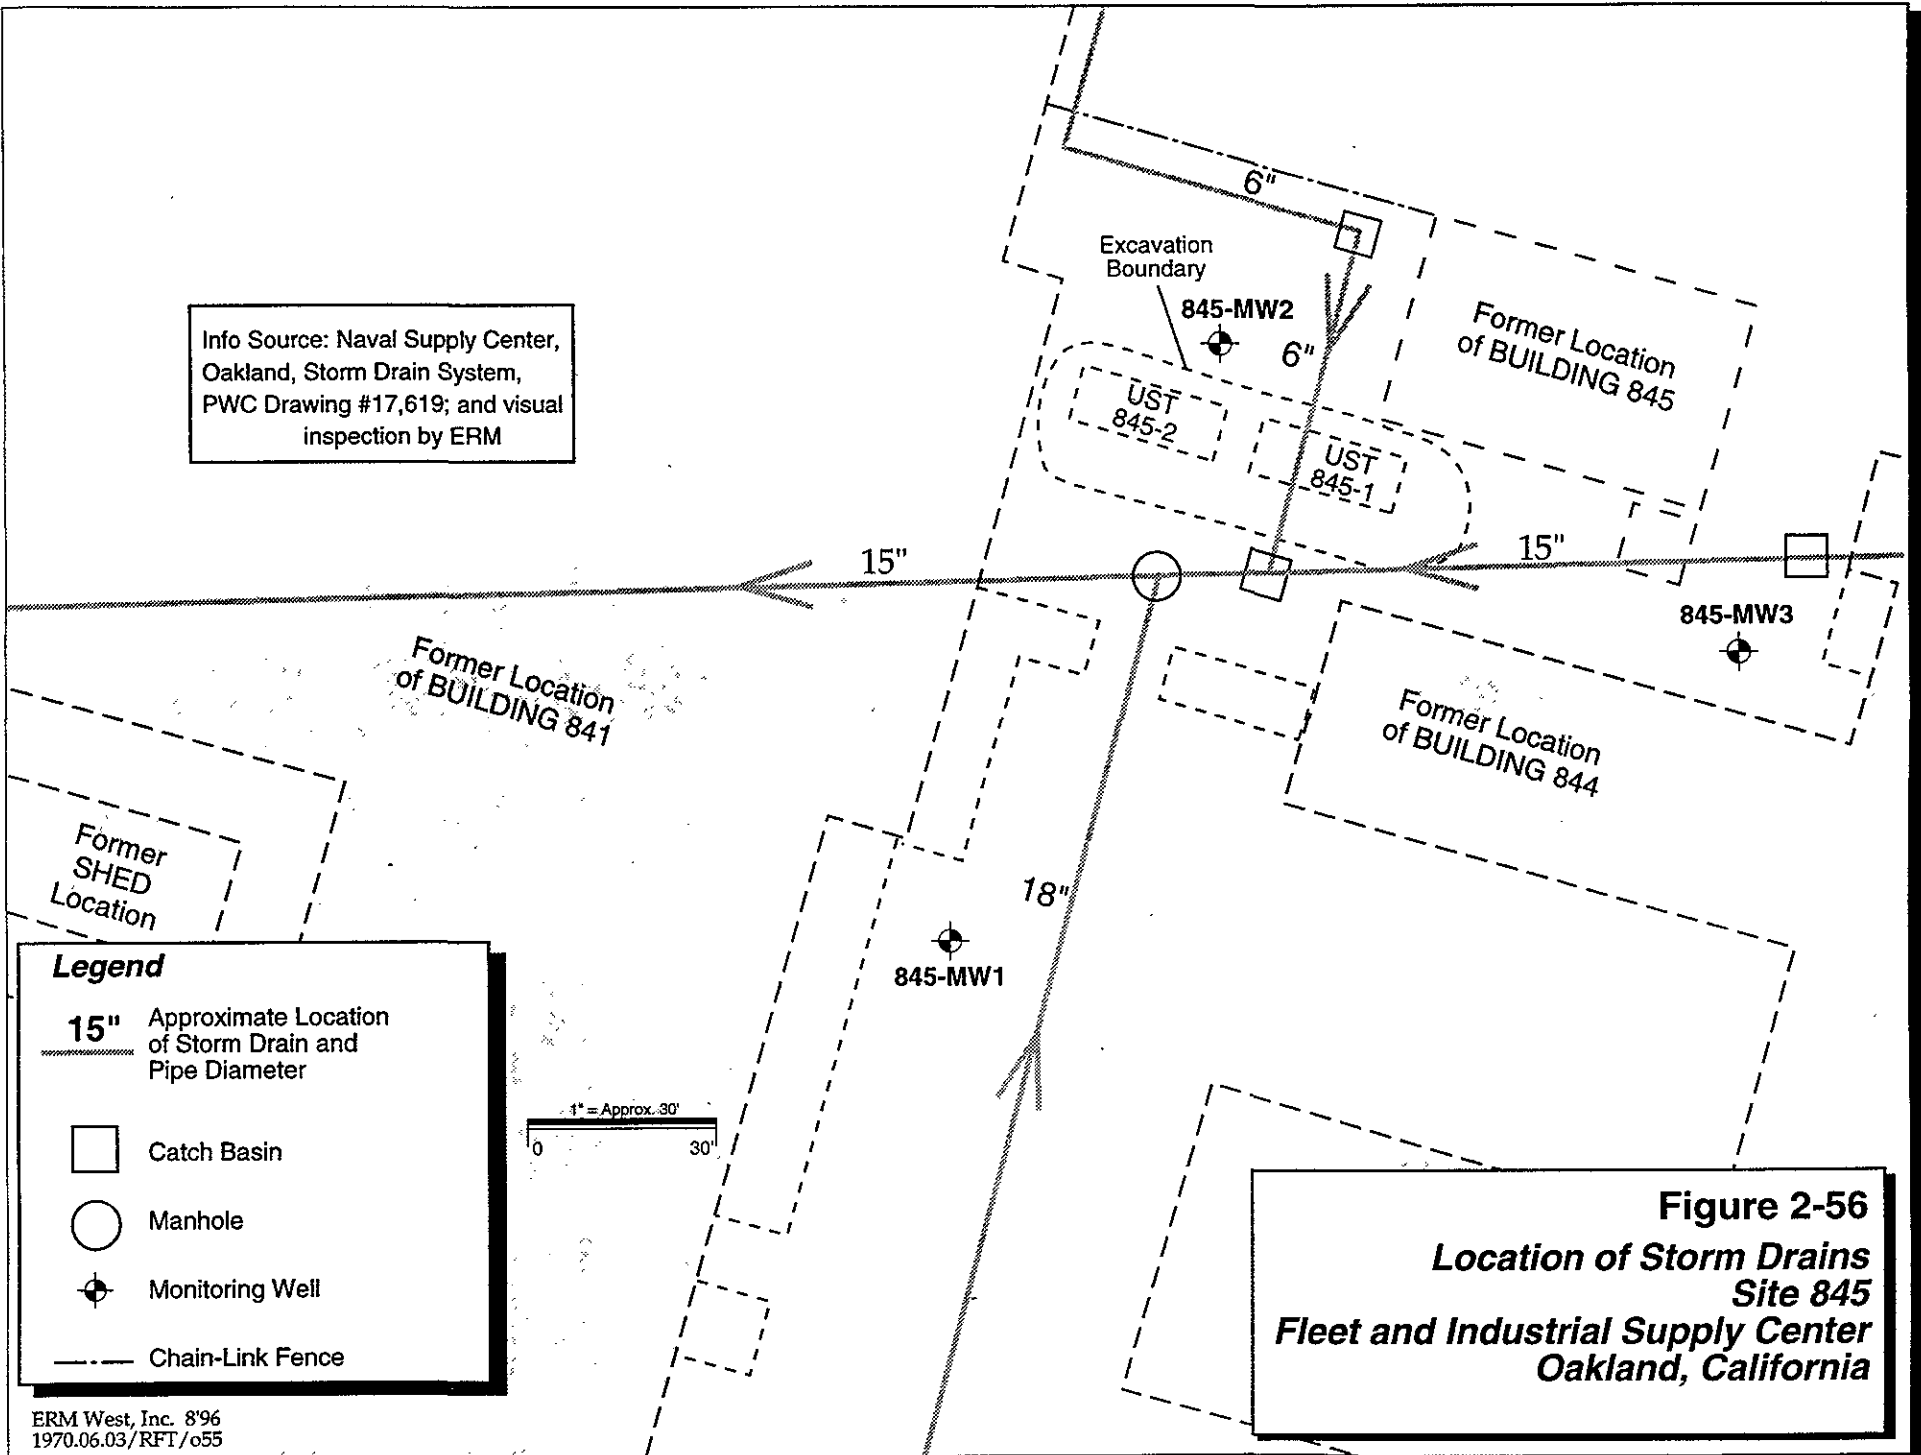 6"
Excavation
Boundary
845-MW2
6"
Former Location
of BUILDING 845
Info Source: Naval Supply Center,
Oakland, Storm Drain System,
PWC Drawing #17,619; and visual
inspection by ERM
UST
845-2
UST
845-1
15"
15"
845-MW3
Former Location
of BUILDING 841
Former Location
of BUILDING 844
Former
SHED
Location
18"
845-MW1
Legend
15"
Approximate Location
of Storm Drain and
Pipe Diameter
Catch Basin
Manhole
Monitoring Well
Chain-Link Fence
1" = Approx. 30'
0 30'
Figure 2-56
Location of Storm Drains
Site 845
Fleet and Industrial Supply Center
Oakland, California
ERM West, Inc. 8'96
1970.06.03/RFT/o55